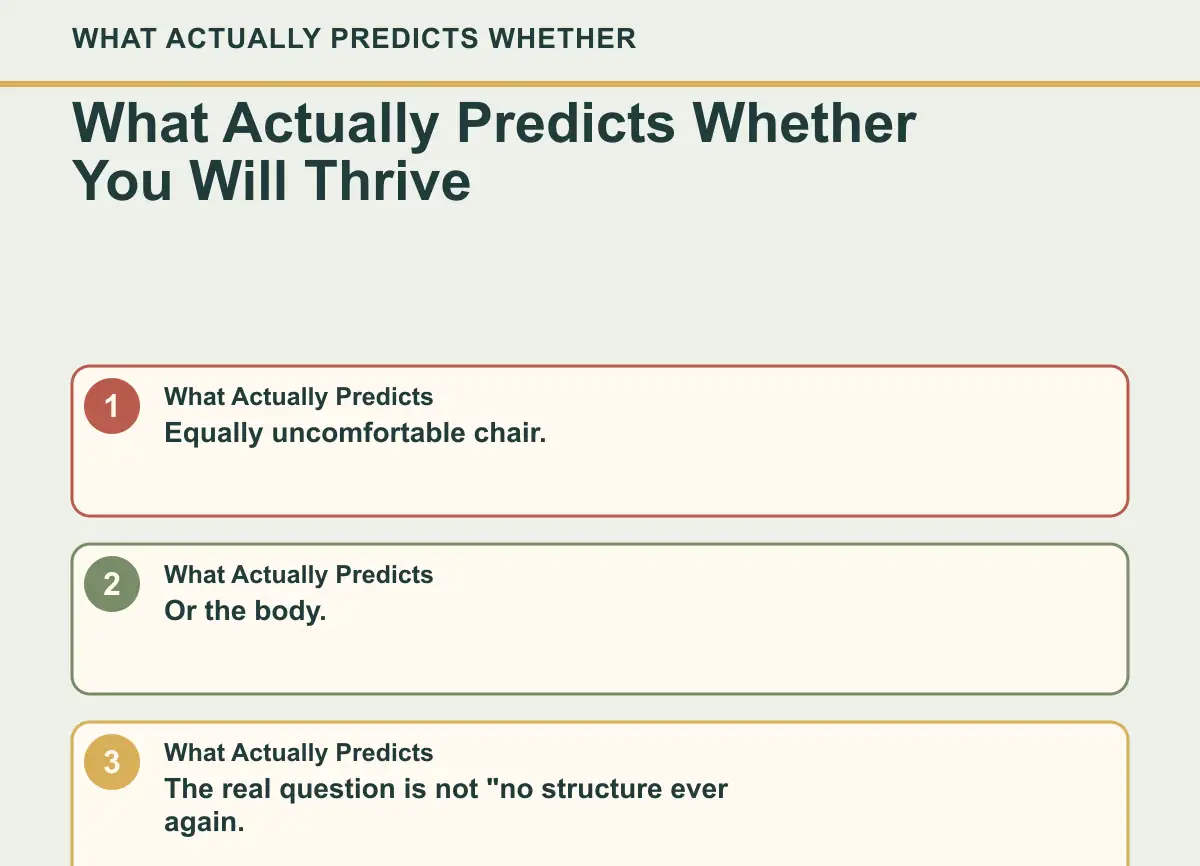 WHAT ACTUALLY PREDICTS WHETHER
What Actually Predicts Whether
You Will Thrive
1
What Actually Predicts
Equally uncomfortable chair.
2
What Actually Predicts
Or the body.
3
What Actually Predicts
The real question is not "no structure ever
again.